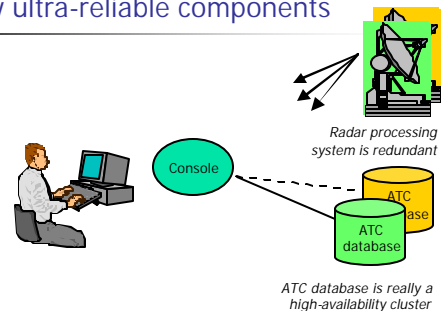 ultra-reliable components
Radar processing
system is redundant
Console
ATC
ATC
database
ATC database is really a
high-availability cluster